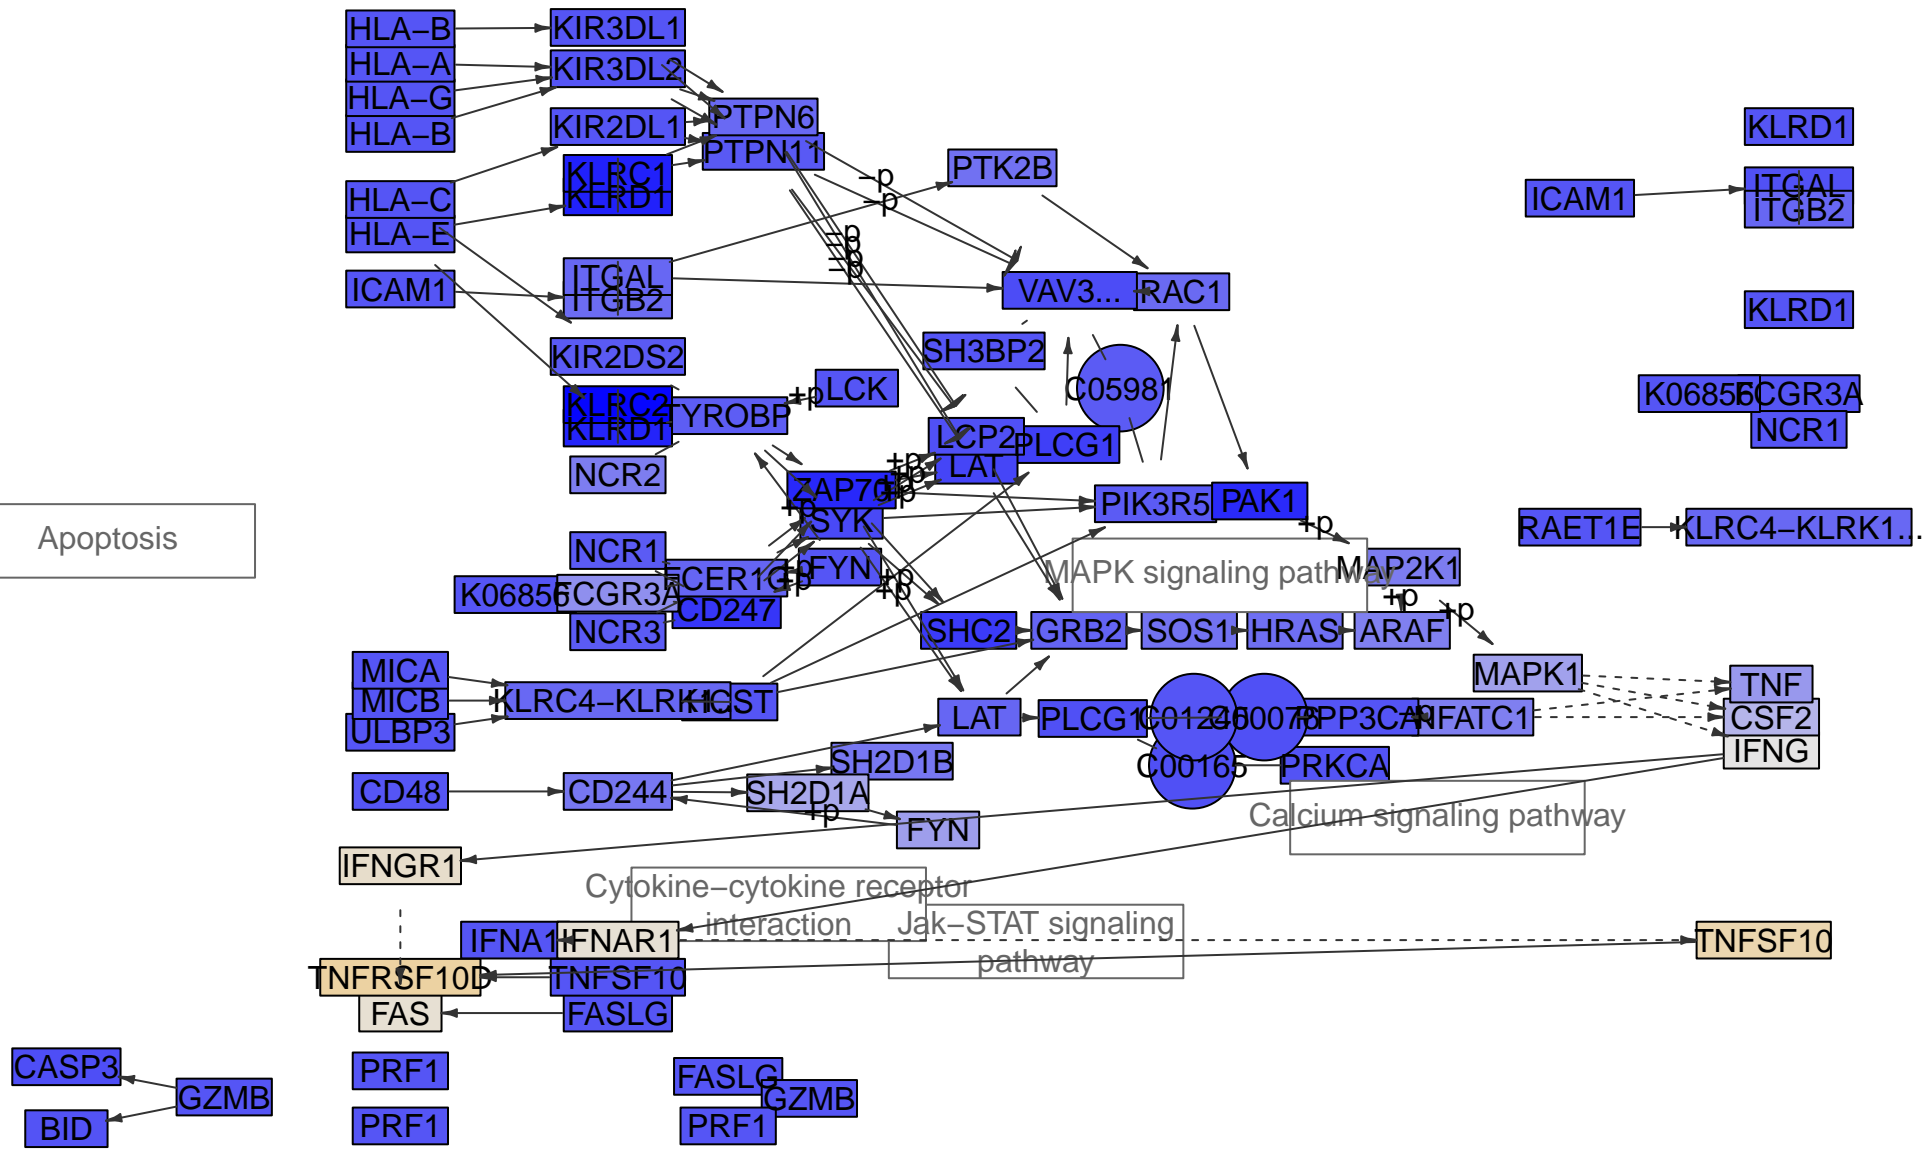 HLA−B
KIR3DL1
HLA−A
KIR3DL2
HLA−G
HLA−B
KIR2DL1
PTPN6
PTPN11
KLRC1
KLRD1
PTK2B
−p
−p
HLA−C
HLA−E
−p
−p
−p
−p
ICAM1
ITGAL
ITGB2
VAV3...
RAC1
KLRD1
ICAM1
ITGAL
ITGB2
KLRD1
KIR2DS2
SH3BP2
C05981
LCK
+p
KLRC2
KLRD1
TYROBP
K06856
FCGR3A
NCR1
LCP2
PLCG1
LAT
NCR2
+p
+p
+p
+p
ZAP70
SYK
PIK3R5
PAK1
+p
RAET1E
KLRC4−KLRK1...
Apoptosis
NCR1
FCER1G
+p
+p
FYN
+p
+p
MAPK signaling pathway
MAP2K1
K06856
FCGR3A
CD247
NCR3
+p
+p
SHC2
GRB2
SOS1
HRAS
ARAF
MICA
MICB
ULBP3
KLRC4−KLRK1...
HCST
MAPK1
TNF
CSF2
IFNG
LAT
PLCG1
C01245
C00076
PPP3CA
NFATC1
C00165
PRKCA
SH2D1B
CD48
CD244
SH2D1A
+p
FYN
Calcium signaling pathway
IFNGR1
Cytokine−cytokine receptor
interaction
Jak−STAT signaling
pathway
IFNA1
IFNAR1
TNFSF10
TNFRSF10D
TNFSF10
FAS
FASLG
CASP3
GZMB
BID
PRF1
PRF1
FASLG
GZMB
PRF1